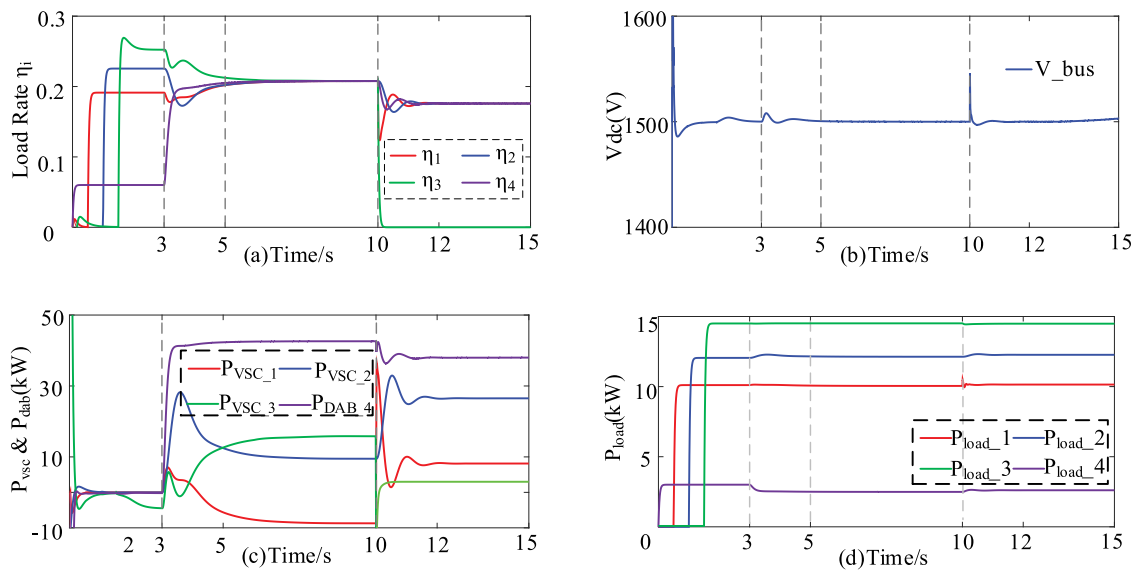 0.3
0.2
0.1
0
Load Rate ηi
η1
η2
η3
η4
3
5
10
15
(a)Time/s
1600
1500
1400
Vdc(V)
V_bus
3
5
10
12
15
(b)Time/s
50
30
10
-10
Pvsc & Pdab(kW)
PVSC_1
PVSC_2
PVSC_3
PDAB_4
2
3
5
10
12
15
(c)Time/s
15
10
5
0
Pload(kW)
Pload_1
Pload_2
Pload_3
Pload_4
3
5
10
12
15
(d)Time/s